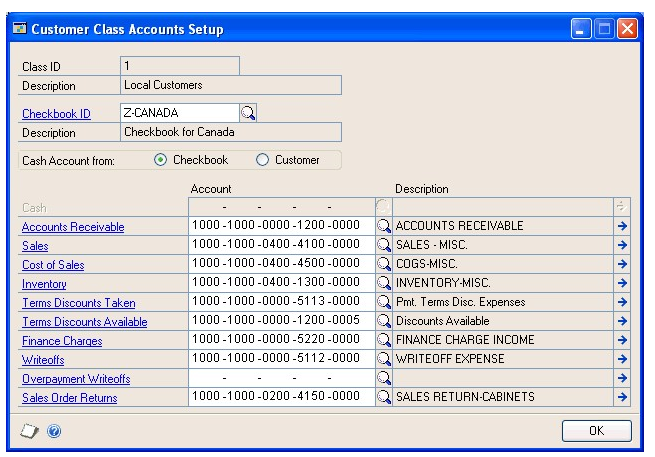 Customer Class Accounts Setup
Class ID 1
Description Local Customers
Checkbook ID Z-CANADA
Description Checkbook for Canada
Cash Account from: Checkbook Customer
Account Description
Cash - - - -
Accounts Receivable 1000 -1000 -0000 -1200 -0000 ACCOUNTS RECEIVABLE
Sales 1000 -1000 -0400 -4100 -0000 SALES - MISC.
Cost of Sales 1000 -1000 -0400 -4500 -0000 COGS-MISC.
Inventory 1000 -1000 -0400 -1300 -0000 INVENTORY-MISC.
Terms Discounts Taken 1000 -1000 -0000 -5113 -0000 Pmt. Terms Disc. Expenses
Terms Discounts Available 1000 -1000 -0000 -1200 -0005 Discounts Available
Finance Charges 1000 -1000 -0000 -5220 -0000 FINANCE CHARGE INCOME
Writeoffs 1000 -1000 -0000 -5112 -0000 WRITEOFF EXPENSE
Overpayment Writeoffs - - - -
Sales Order Returns 1000 -1000 -0200 -4150 -0000 SALES RETURN-CABINETS
OK